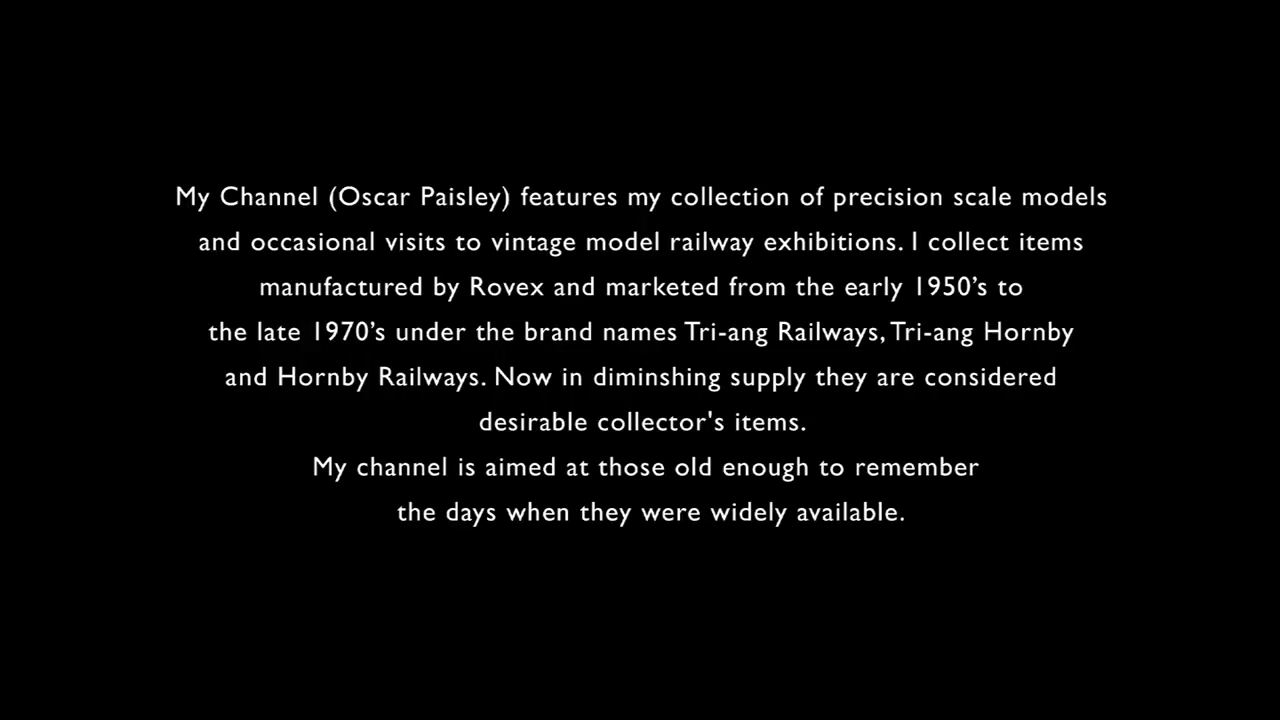 My Channel (Oscar Paisley) features my collection of precision scale models
and occasional visits to vintage model railway exhibitions. I collect items
manufactured by Rovex and marketed from the early 1950’s to
the late 1970’s under the brand names Tri-ang Railways, Tri-ang Hornby
and Hornby Railways. Now in diminshing supply they are considered
desirable collector's items.
My channel is aimed at those old enough to remember
the days when they were widely available.